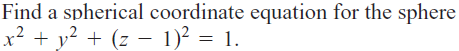 Find a spherical coordinate equation for the sphere
x² + y² + (z − 1)² = 1.